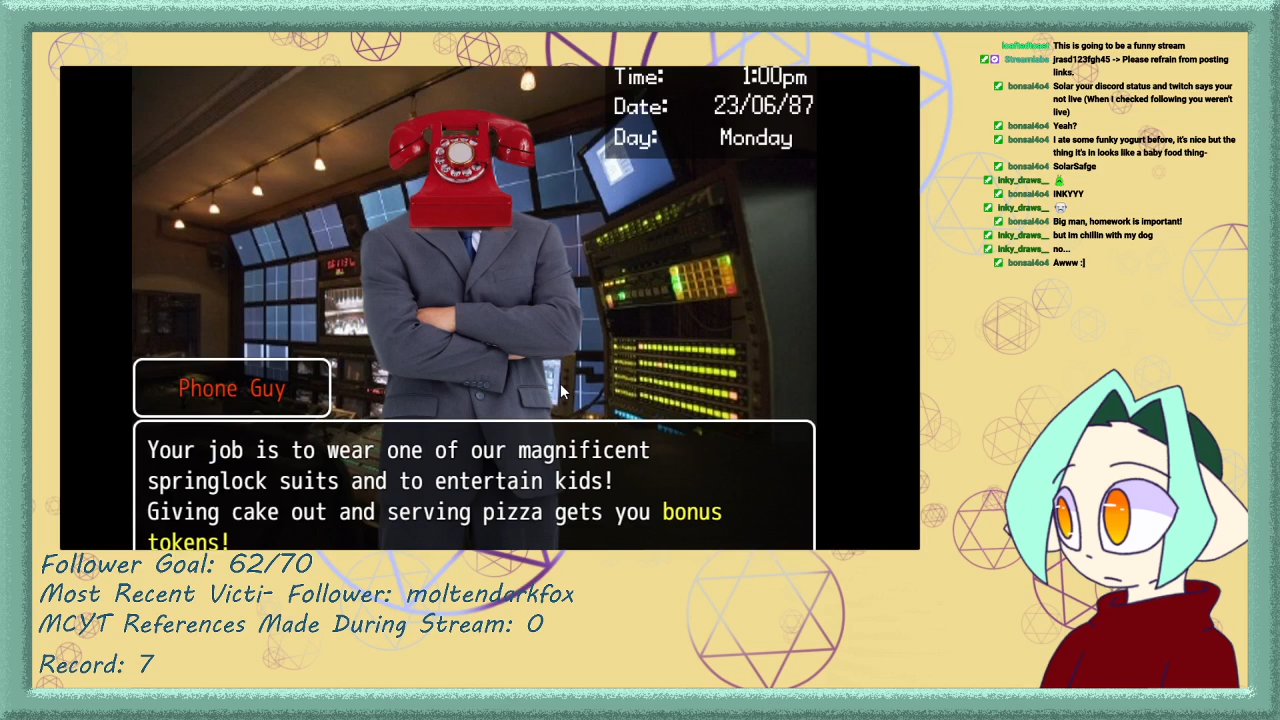 Time: 1:00pm
Date: 23/06/87
Day: Monday
Phone Guy
Your job is to wear one of our magnificent
springlock suits and to entertain kids!
Giving cake out and serving pizza gets you bonus
tokens!
This is going to be a funny stream
Streamlabs jrasd123fgh45 -> Please refrain from posting
links.
bonsai4o4 Solar your discord status and twitch says your
not live (When I checked following you weren't
live)
bonsai4o4 Yeah?
bonsai4o4 I ate some funky yogurt before, it's nice but the
thing it's in looks like a baby food thing-
bonsai4o4 SolarSafge
inky_draws__
bonsai4o4 INKYYY
inky_draws__
bonsai4o4 Big man, homework is important!
inky_draws__ but im chillin with my dog
inky_draws__ no...
bonsai4o4 Awww :]
Follower Goal: 62/70
Most Recent Victi- Follower: moltendarkfox
MCYT References Made During Stream: 0
Record: 7